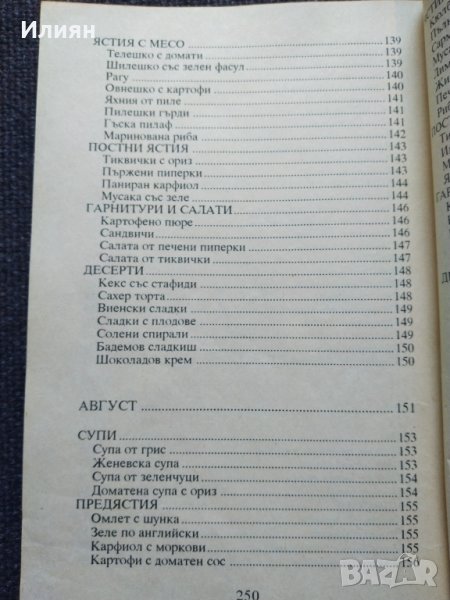 Илиян
ЯСТИЯ С МЕСО 139
Телешко с домати 139
Шилешко със зелен фасул 139
Рагу 140
Овнешко с картофи 140
Яхния от пиле 141
Пилешки гърди 141
Гъска пилаф 141
Маринована риба 142
ПОСТНИ ЯСТИЯ 143
Тиквички с ориз 143
Пържени пиперки 143
Паниран карфиол 144
Мусака със зеле 144
ГАРНИТУРИ И САЛАТИ 146
Картофено пюре 146
Сандвичи 146
Салата от печени пиперки 147
Салата от тиквички 147
ДЕСЕРТИ 148
Кекс със стафиди 148
Сахер торта 148
Виенски сладки 149
Сладки с плодове 149
Солени спирали 149
Бадемов сладкиш 150
Шоколадов крем 150
АВГУСТ 151
СУПИ 153
Супа от грис 153
Женевска супа 153
Супа от зеленчуци 154
Доматена супа с ориз 154
ПРЕДЯСТИЯ 155
Омлет с шунка 155
Зеле по английски 155
Карфиол с моркови 155
Картофи с доматен сос 156
250
bazar.bg